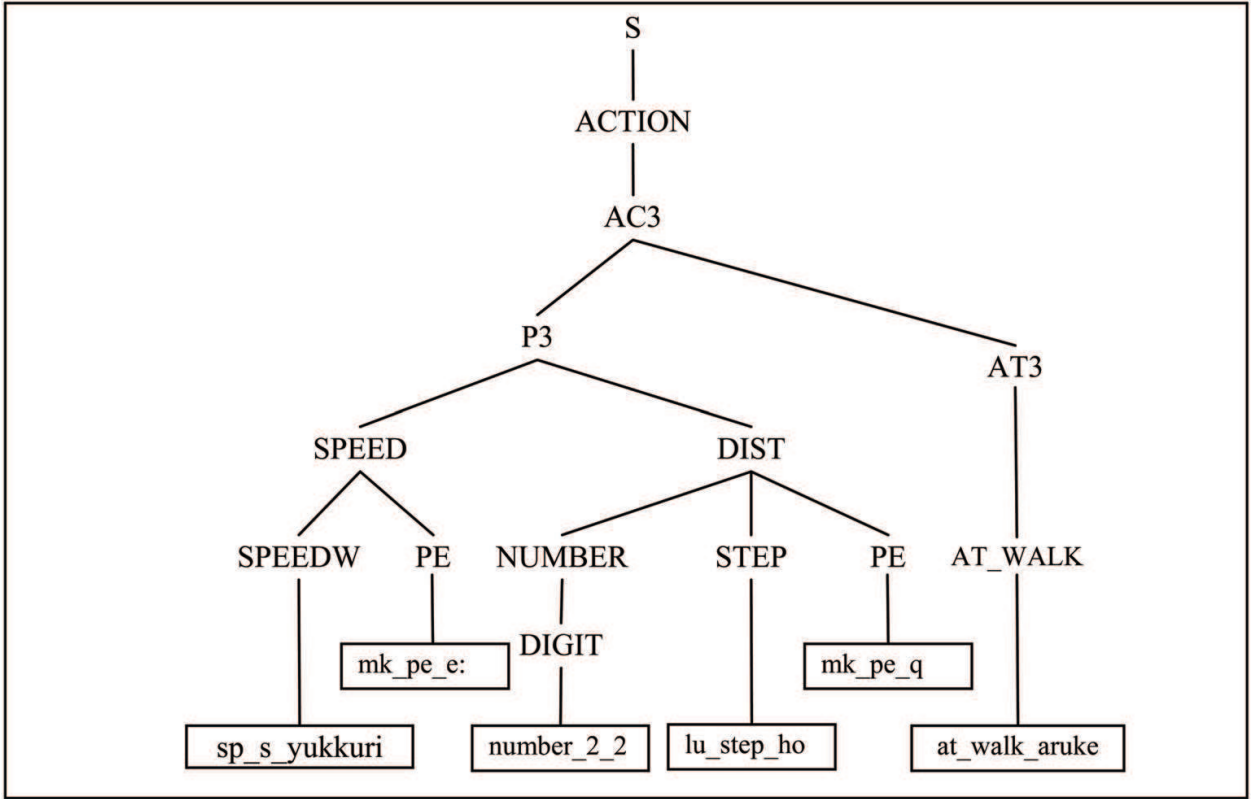 S
ACTION
AC3
P3
AT3
SPEED DIST
SPEEDW PE NUMBER STEP PE AT_WALK
DIGIT
mk_pe_e: mk_pe_q
sp_s_yukkuri number_2_2 lu_step_ho at_walk_aruke